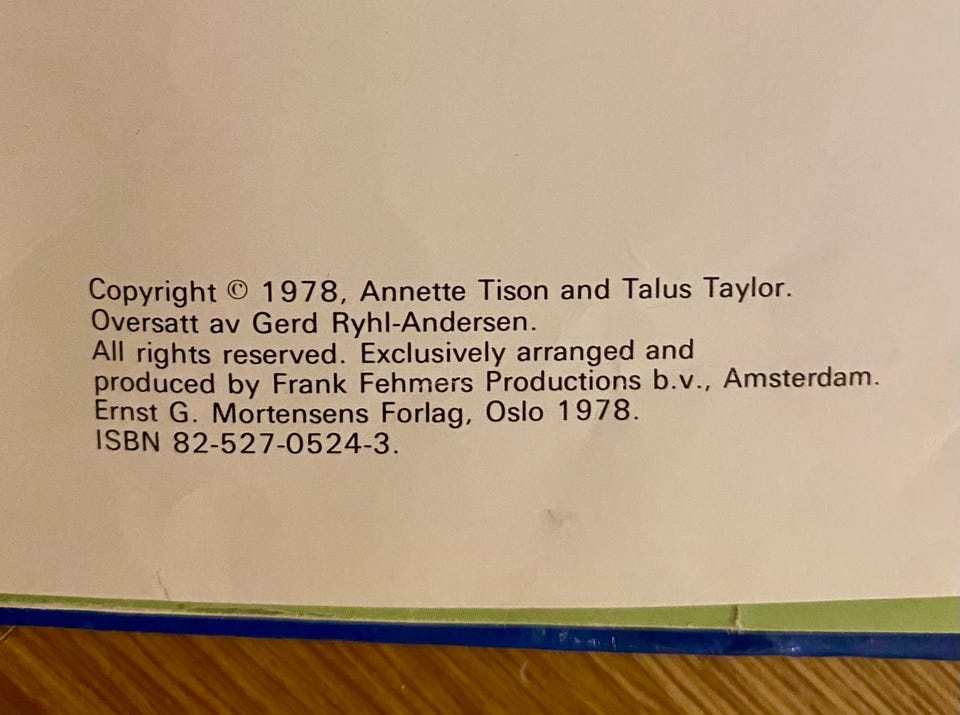 Copyright © 1978, Annette Tison and Talus Taylor.
Oversatt av Gerd Ryhl-Andersen.
All rights reserved. Exclusively arranged and
produced by Frank Fehmers Productions b.v., Amsterdam.
Ernst G. Mortensens Forlag, Oslo 1978.
ISBN 82-527-0524-3.